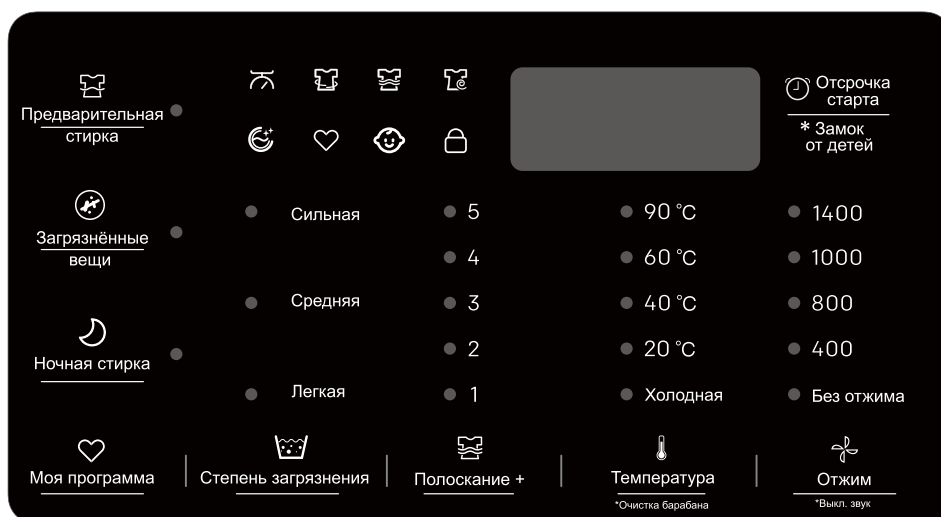 Предварительная
стирка
Отсрочка
старта
* Замок
от детей
Загрязнённые
вещи
Ночная стирка
Сильная
Средняя
Легкая
5
4
3
2
1
90 °C
60 °C
40 °C
20 °C
Холодная
1400
1000
800
400
Без отжима
Моя программа
Степень загрязнения
Полоскание +
Температура
*Очистка барабана
Отжим
*Выкл. звук